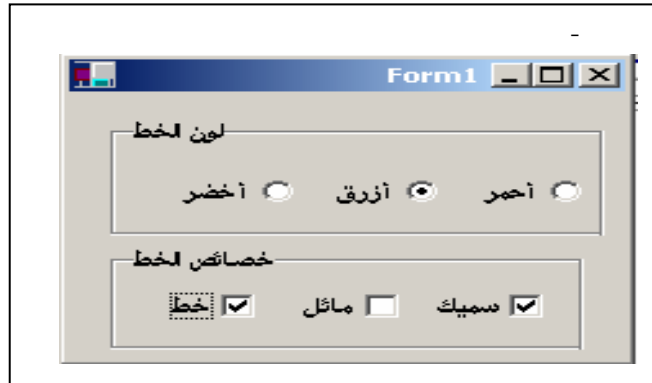 Form1
لون الخط
أحمر أزرق أخضر
خصائص الخط
سميك مائل خط